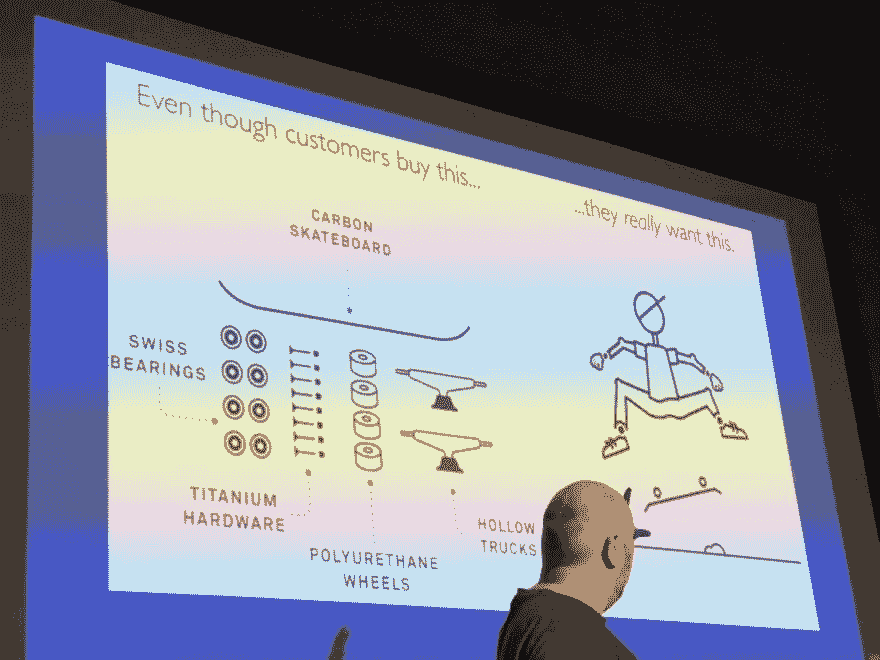 Even though customers buy this...
...they really want this.
CARBON
SKATEBOARD
SWISS
BEARINGS
TITANIUM
HARDWARE
POLYURETHANE
WHEELS
HOLLOW
TRUCKS